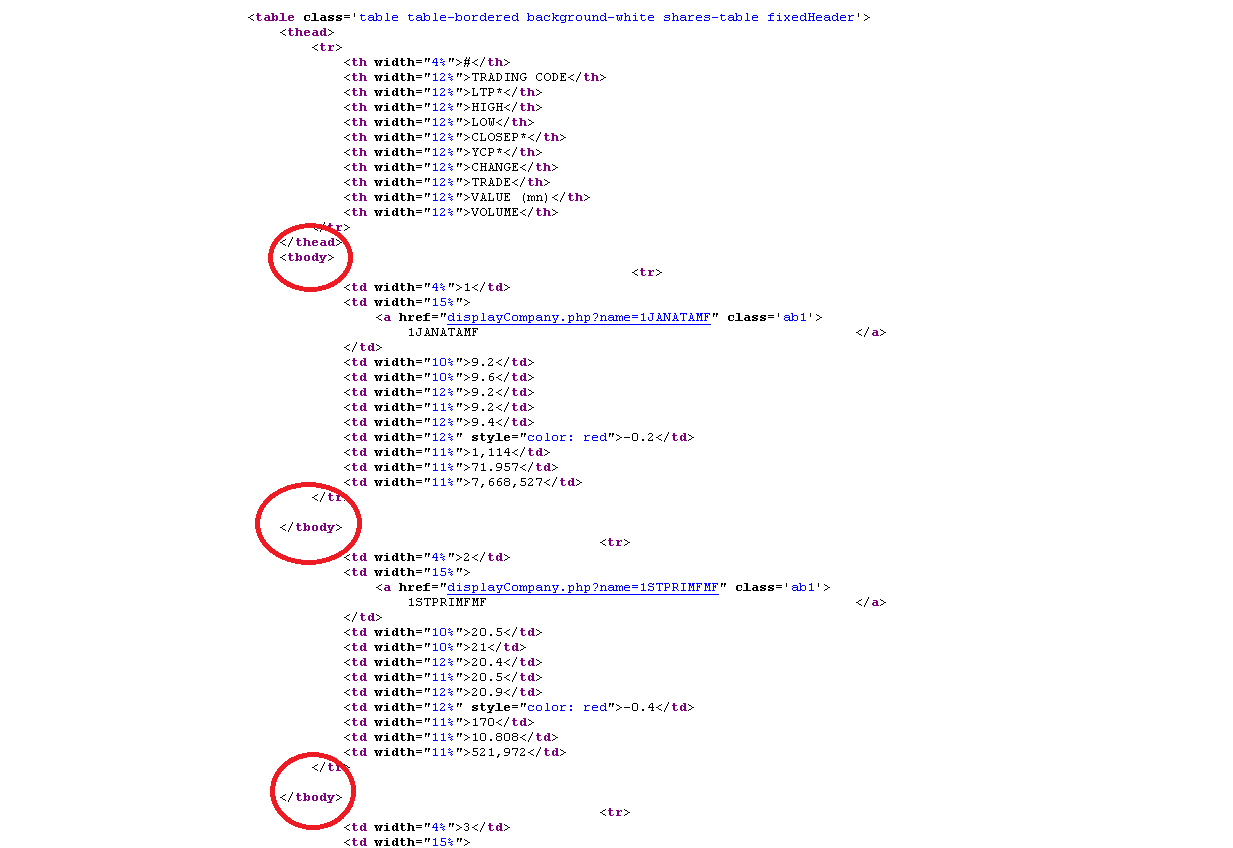 <table class='table table-bordered background-white shares-table fixedHeader'>
<thead>
<tr>
<th width="4%">#</th>
<th width="12%">TRADING CODE</th>
<th width="12%">LTP*</th>
<th width="12%">HIGH</th>
<th width="12%">LOW</th>
<th width="12%">CLOSEP*</th>
<th width="12%">YCP*</th>
<th width="12%">CHANGE</th>
<th width="12%">TRADE</th>
<th width="12%">VALUE (mn)</th>
<th width="12%">VOLUME</th>
</tr>
</thead>
<tbody>
<tr>
<td width="4%">1</td>
<td width="15%">
<a href="displayCompany.php?name=1JANATAMF" class='ab1'>
1JANATAMF </a>
</td>
<td width="10%">9.2</td>
<td width="10%">9.6</td>
<td width="12%">9.2</td>
<td width="11%">9.2</td>
<td width="12%">9.4</td>
<td width="12%" style="color: red">-0.2</td>
<td width="11%">1,114</td>
<td width="11%">71.957</td>
<td width="11%">7,668,527</td>
</tr>
</tbody>
<tr>
<td width="4%">2</td>
<td width="15%">
<a href="displayCompany.php?name=1STPRIMFMF" class='ab1'>
1STPRIMFMF </a>
</td>
<td width="10%">20.5</td>
<td width="10%">21</td>
<td width="12%">20.4</td>
<td width="11%">20.5</td>
<td width="12%">20.9</td>
<td width="12%" style="color: red">-0.4</td>
<td width="11%">170</td>
<td width="11%">10.808</td>
<td width="11%">521,972</td>
</tr>
</tbody>
<tr>
<td width="4%">3</td>
<td width="15%">